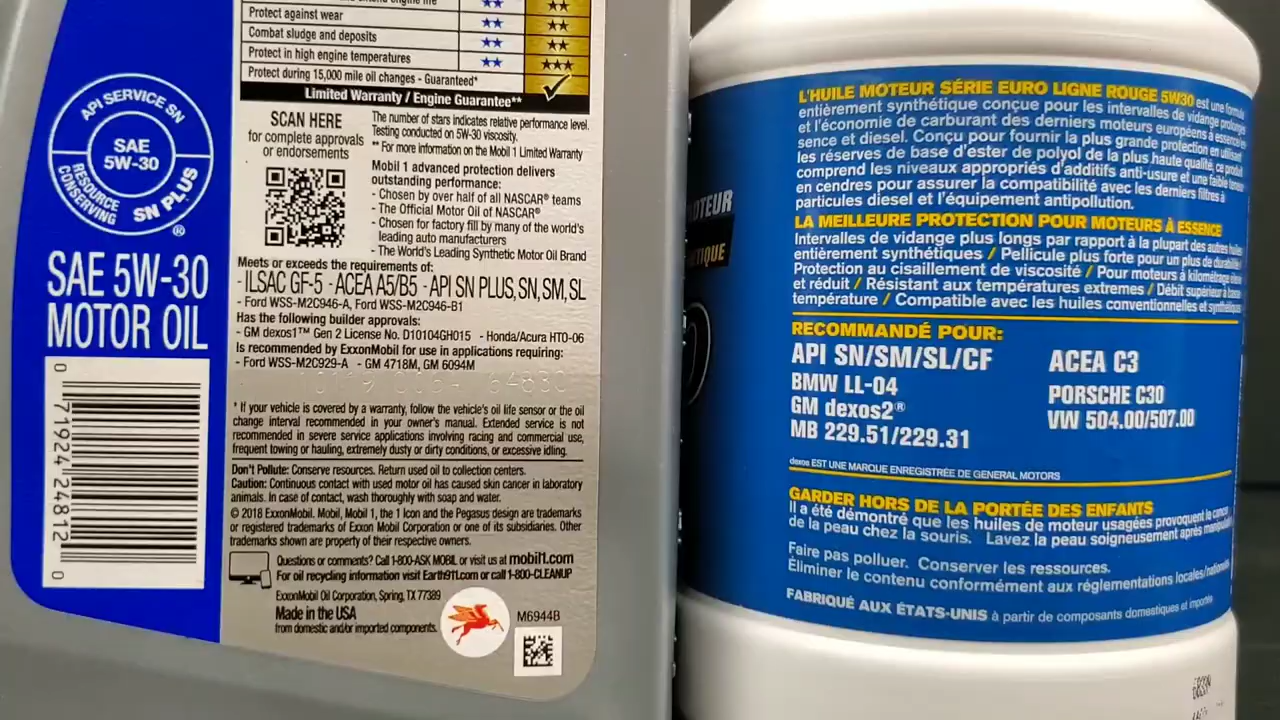 Protect against wear
Combat sludge and deposits
Protect in high engine temperatures
Protect during 15,000 mile oil changes - Guaranteed*
Limited Warranty / Engine Guarantee**
API SERVICE SN
SAE
5W-30
RESOURCE
CONSERVING
SN PLUS
®
SAE 5W-30
MOTOR OIL
0 71924 24812 0
SCAN HERE
for complete approvals
or endorsements
The number of stars indicates relative performance level.
Testing conducted on 5W-30 viscosity.
** For more information on the Mobil 1 Limited Warranty
Mobil 1 advanced protection delivers
outstanding performance:
- Chosen by over half of all NASCAR® teams
- The Official Motor Oil of NASCAR®
- Chosen for factory fill by many of the world's
leading auto manufacturers
- The World's Leading Synthetic Motor Oil Brand
Meets or exceeds the requirements of:
- ILSAC GF-5 - ACEA A5/B5 - API SN PLUS, SN, SM, SL
- Ford WSS-M2C946-A, Ford WSS-M2C946-B1
Has the following builder approvals:
- GM dexos1™ Gen 2 License No. D10104GH015 - Honda/Acura HTO-06
Is recommended by ExxonMobil for use in applications requiring:
- Ford WSS-M2C929-A - GM 4718M, GM 6094M
* If your vehicle is covered by a warranty, follow the vehicle's oil life sensor or the oil
change interval recommended in your owner's manual. Extended service is not
recommended in severe service applications involving racing and commercial use,
frequent towing or hauling, extremely dusty or dirty conditions, or excessive idling.
Don't Pollute: Conserve resources. Return used oil to collection centers.
Caution: Continuous contact with used motor oil has caused skin cancer in laboratory
animals. In case of contact, wash thoroughly with soap and water.
© 2018 ExxonMobil. Mobil, Mobil 1, the 1 Icon and the Pegasus design are trademarks
or registered trademarks of Exxon Mobil Corporation or one of its subsidiaries. Other
trademarks shown are property of their respective owners.
Questions or comments? Call 1-800-ASK MOBIL or visit us at mobil1.com
For oil recycling information visit Earth911.com or call 1-800-CLEANUP
ExxonMobil Oil Corporation, Spring, TX 77389
Made in the USA
from domestic and/or imported components.
M6944B
L'HUILE MOTEUR SÉRIE EURO LIGNE ROUGE 5W30 est une
entièrement synthétique conçue pour les intervalles de vidange
et l'économie de carburant des derniers moteurs européens à
sence et diesel. Conçu pour fournir la plus grande protection en utilisant
les réserves de base d'ester de polyol de la plus haute qualité, ce produit
comprend les niveaux appropriés d'additifs anti-usure et une faible teneur
en cendres pour assurer la compatibilité avec les derniers filtres à
particules diesel et l'équipement antipollution.
LA MEILLEURE PROTECTION POUR MOTEURS À ESSENCE
Intervalles de vidange plus longs par rapport à la plupart des autres
entièrement synthétiques / Pellicule plus forte pour un plus de
Protection au cisaillement de viscosité / Pour moteurs à kilométrage
et réduit / Résistant aux températures extremes / Débit supérieur à basse
température / Compatible avec les huiles conventionnelles et
RECOMMANDÉ POUR:
API SN/SM/SL/CF ACEA C3
BMW LL-04 PORSCHE C30
GM dexos2® VW 504.00/507.00
MB 229.51/229.31
dexos EST UNE MARQUE ENREGISTRÉE DE GENERAL MOTORS
GARDER HORS DE LA PORTÉE DES ENFANTS
Il a été démontré que les huiles de moteur usagées provoquent le cancer
de la peau chez la souris. Lavez la peau soigneusement après
Faire pas polluer. Conserver les ressources.
Éliminer le contenu conformément aux réglementations locales/
FABRIQUÉ AUX ÉTATS-UNIS à partir de composants domestiques et